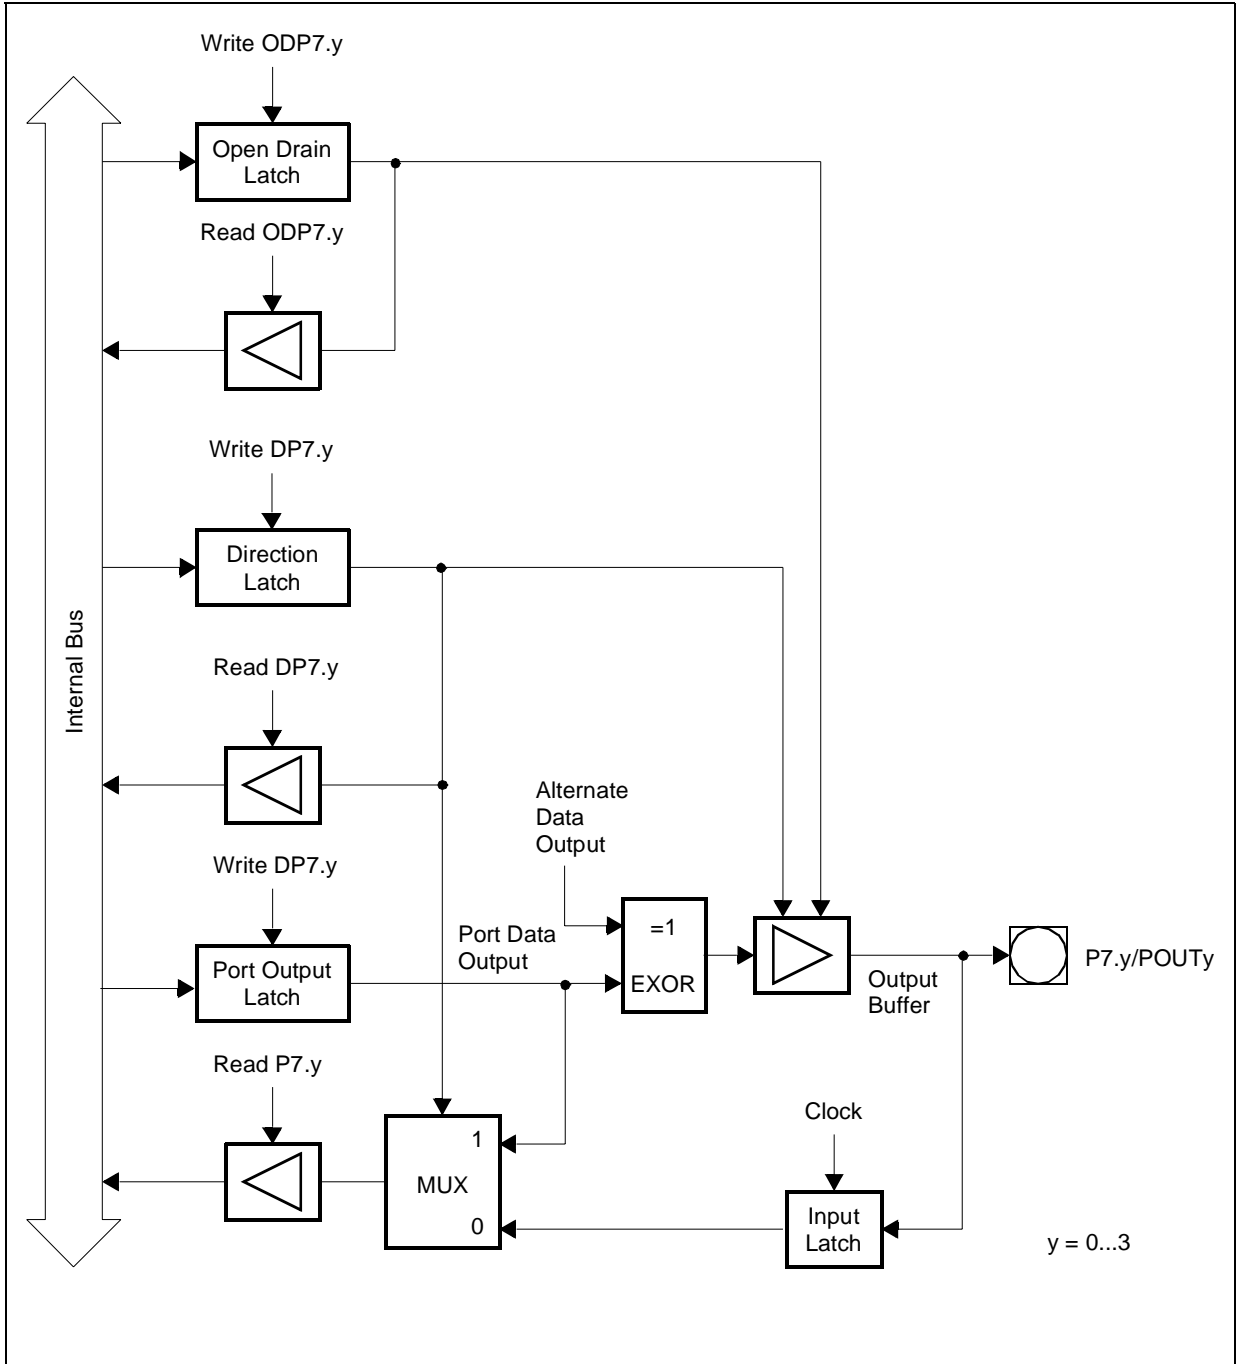 Write ODP7.y
Open Drain
Latch
Read ODP7.y
Write DP7.y
Direction
Latch
Internal Bus
Read DP7.y
Alternate
Data
Output
Write DP7.y
=1
EXOR
Port Data
Output
Port Output
Latch
Output
Buffer
P7.y/POUTy
Read P7.y
1
MUX
0
Clock
Input
Latch
y = 0...3